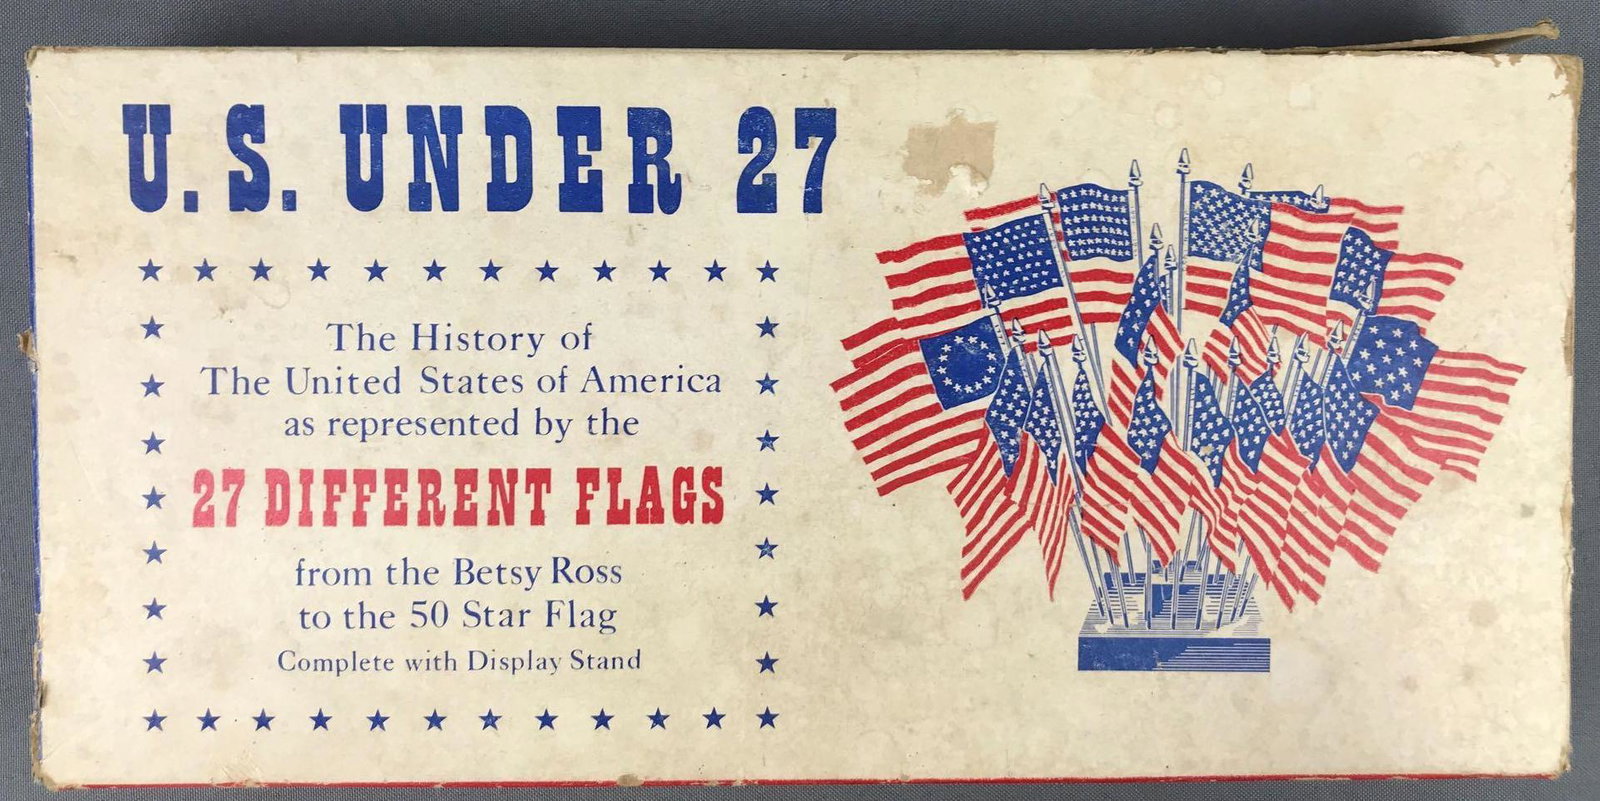 U.S. UNDER 27
The History of
The United States of America
as represented by the
27 DIFFERENT FLAGS
from the Betsy Ross
to the 50 Star Flag
Complete with Display Stand